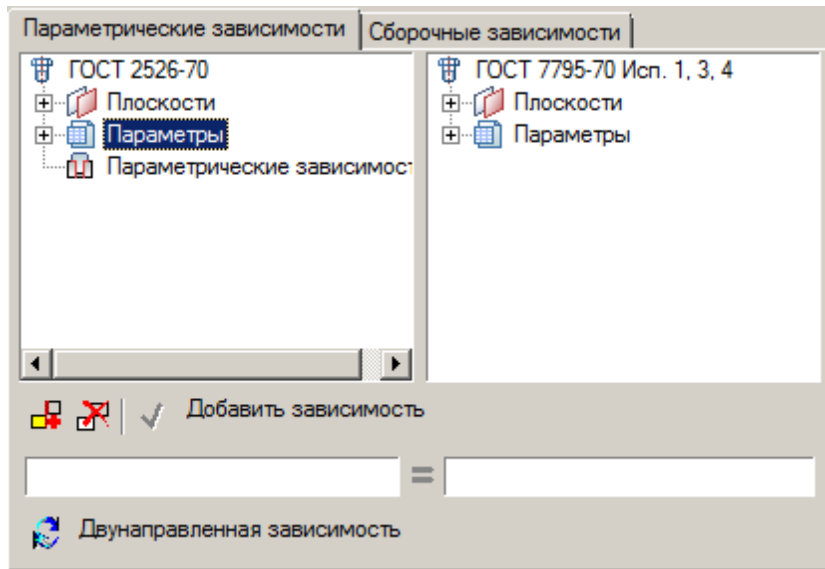 Параметрические зависимости Сборочные зависимости
ГОСТ 2526-70
Плоскости
Параметры
Параметрические зависимост
ГОСТ 7795-70 Исп. 1, 3, 4
Плоскости
Параметры
Добавить зависимость
=
Двунаправленная зависимость